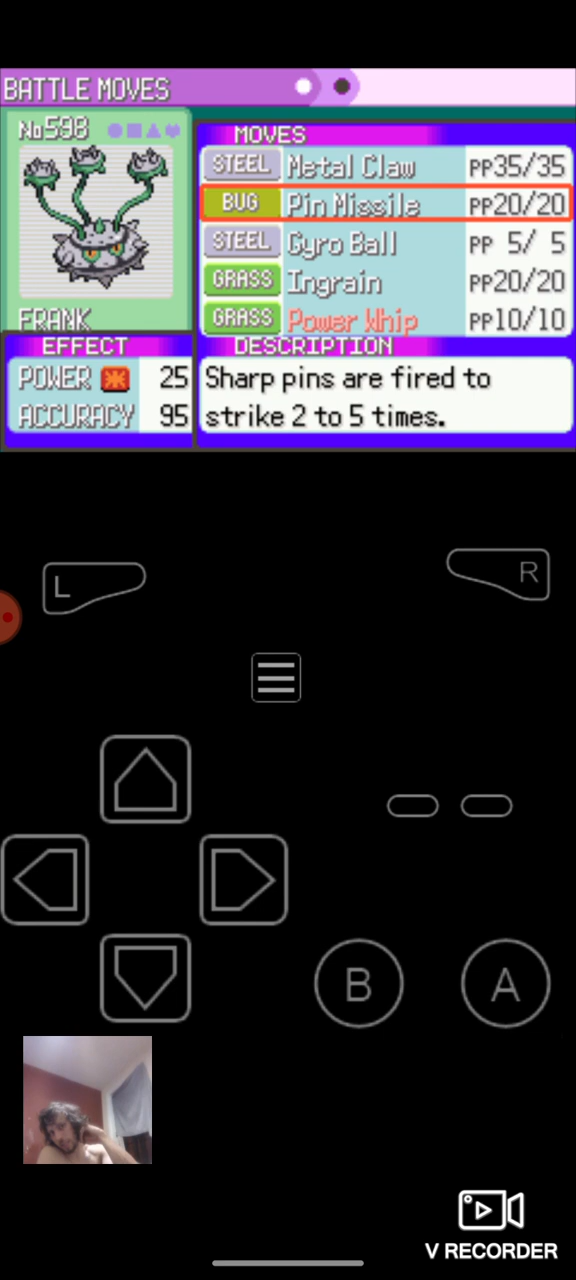 BATTLE MOVES
No598
FRANK
MOVES
STEEL Metal Claw PP35/35
BUG Pin Missile PP20/20
STEEL Gyro Ball PP 5/ 5
GRASS Ingrain PP20/20
GRASS Power Whip PP10/10
EFFECT
POWER 25
ACCURACY 95
DESCRIPTION
Sharp pins are fired to
strike 2 to 5 times.
L
R
B
A
V RECORDER